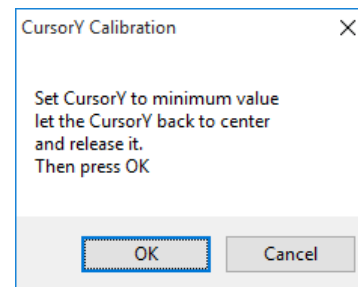 CursorY Calibration
Set CursorY to minimum value
let the CursorY back to center
and release it.
Then press OK
OK
Cancel